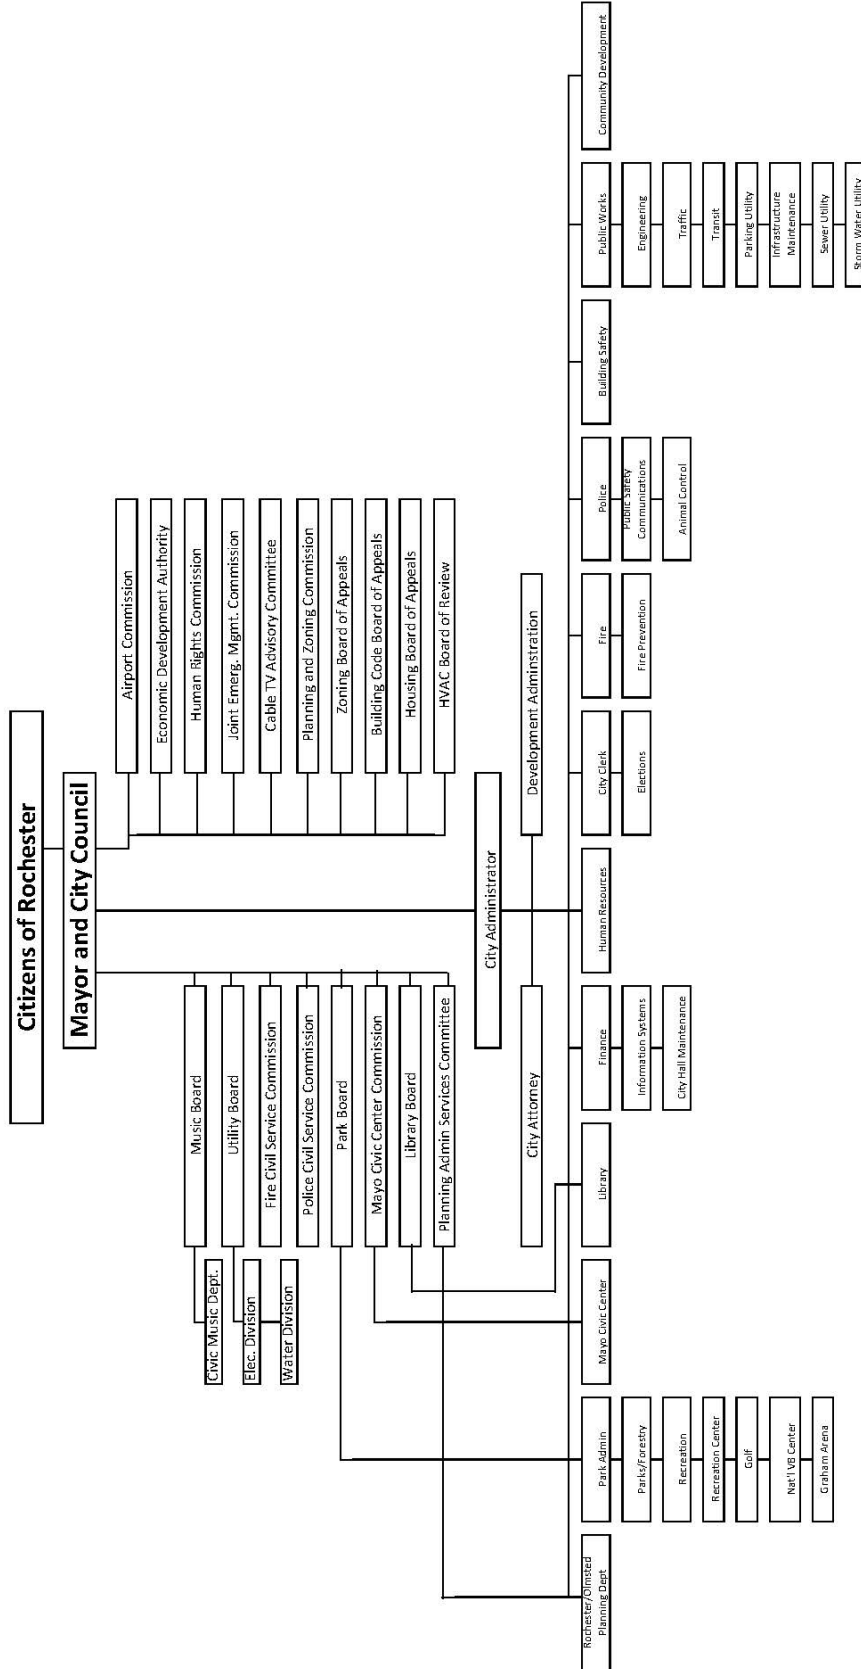 Citizens of Rochester
Mayor and City Council
Music Board
Civic Music Dept.
Utility Board
Elec. Division
Water Division
Fire Civil Service Commission
Police Civil Service Commission
Park Board
Mayo Civic Center Commission
Library Board
Planning Admin Services Committee
Airport Commission
Economic Development Authority
Human Rights Commission
Joint Emerg. Mgmt. Commission
Cable TV Advisory Committee
Planning and Zoning Commission
Zoning Board of Appeals
Building Code Board of Appeals
Housing Board of Appeals
HVAC Board of Review
City Administrator
City Attorney
Development Adminstration
Rochester/Olmsted
Planning Dept
Park Admin
Parks/Forestry
Recreation
Recreation Center
Golf
Nat'l VB Center
Graham Arena
Mayo Civic Center
Library
Finance
Information Systems
City Hall Maintenance
Human Resources
City Clerk
Elections
Fire
Fire Prevention
Police
Public Safety
Communications
Animal Control
Building Safety
Public Works
Engineering
Traffic
Transit
Parking Utility
Infrastructure
Maintenance
Sewer Utility
Storm Water Utility
Community Development